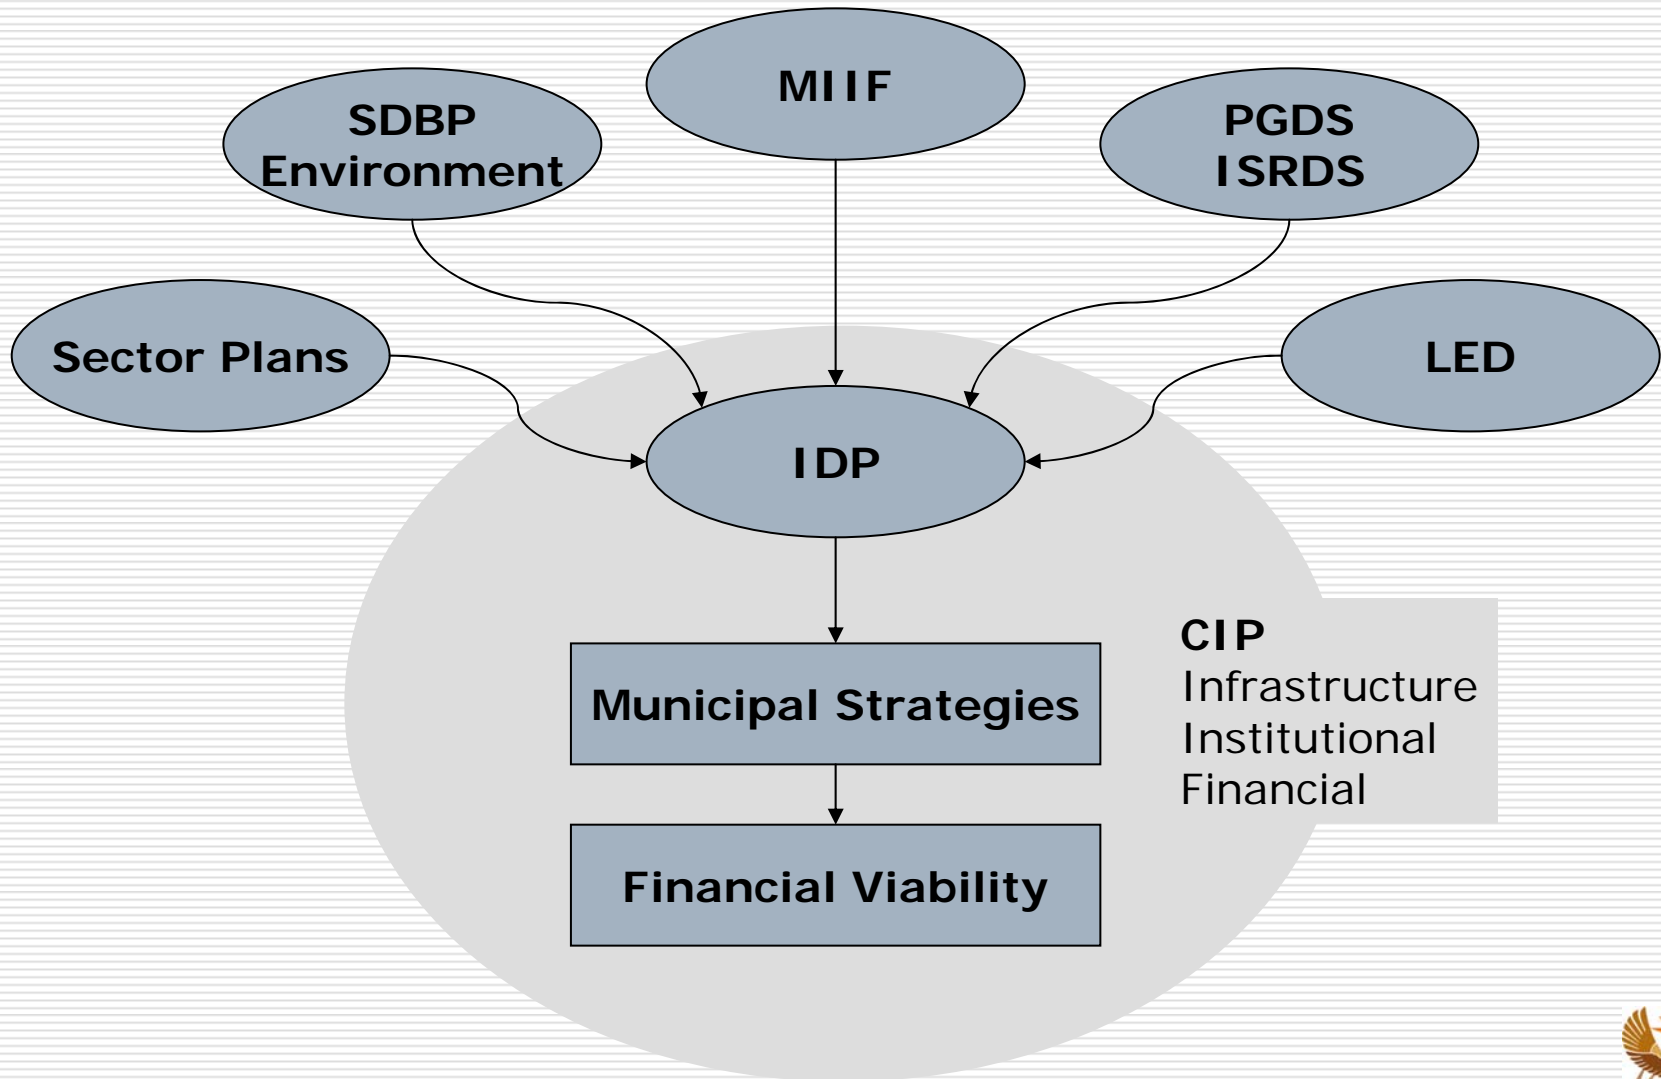 MIIF
SDBP
Environment
PGDS
ISRDS
Sector Plans
LED
IDP
CIP
Infrastructure
Institutional
Financial
Municipal Strategies
Financial Viability